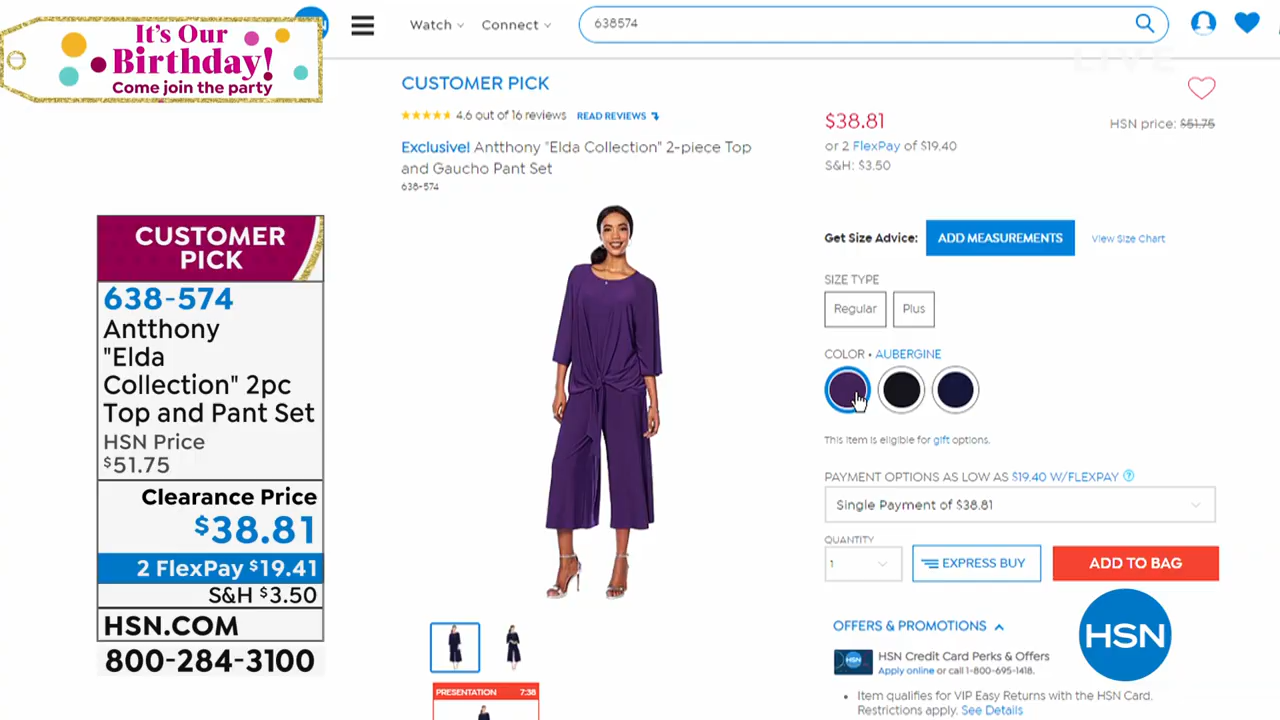 It's Our
Birthday!
Come join the party
Watch
Connect
638574
LIVE
CUSTOMER PICK
4.6 out of 16 reviews READ REVIEWS
Exclusive! Antthony "Elda Collection" 2-piece Top
and Gaucho Pant Set
638-574
$38.81
HSN price: $51.75
or 2 FlexPay of $19.40
S&H: $3.50
Get Size Advice: ADD MEASUREMENTS View Size Chart
SIZE TYPE
Regular Plus
COLOR • AUBERGINE
This item is eligible for gift options.
PAYMENT OPTIONS AS LOW AS $19.40 W/FLEXPAY ?
Single Payment of $38.81
QUANTITY
1
EXPRESS BUY
ADD TO BAG
OFFERS & PROMOTIONS
HSN
HSN Credit Card Perks & Offers
Apply online or call 1-800-695-1418.
• Item qualifies for VIP Easy Returns with the HSN Card.
Restrictions apply. See Details
HSN
PRESENTATION 7:38
CUSTOMER
PICK
638-574
Antthony
"Elda
Collection" 2pc
Top and Pant Set
HSN Price
$51.75
Clearance Price
$38.81
2 FlexPay $19.41
S&H $3.50
HSN.COM
800-284-3100